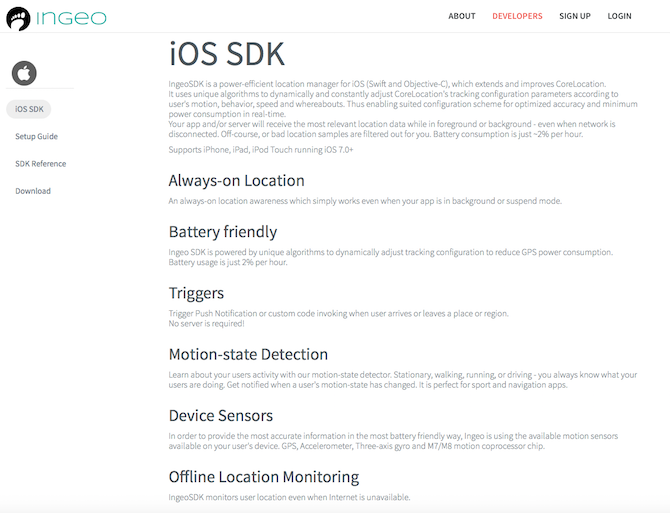 INGEO
ABOUT
DEVELOPERS
SIGN UP
LOGIN
iOS SDK
Setup Guide
SDK Reference
Download
iOS SDK
IngeoSDK is a power-efficient location manager for iOS (Swift and Objective-C), which extends and improves CoreLocation.
It uses unique algorithms to dynamically and constantly adjust CoreLocation's tracking configuration parameters according to
user's motion, behavior, speed and whereabouts. Thus enabling suited configuration scheme for optimized accuracy and minimum
power consumption in real-time.
Your app and/or server will receive the most relevant location data while in foreground or background - even when network is
disconnected. Off-course, or bad location samples are filtered out for you. Battery consumption is just ~2% per hour.
Supports iPhone, iPad, iPod Touch running iOS 7.0+
Always-on Location
An always-on location awareness which simply works even when your app is in background or suspend mode.
Battery friendly
Ingeo SDK is powered by unique algorithms to dynamically adjust tracking configuration to reduce GPS power consumption.
Battery usage is just 2% per hour.
Triggers
Trigger Push Notification or custom code invoking when user arrives or leaves a place or region.
No server is required!
Motion-state Detection
Learn about your users activity with our motion-state detector. Stationary, walking, running, or driving - you always know what your
users are doing. Get notified when a user's motion-state has changed. It is perfect for sport and navigation apps.
Device Sensors
In order to provide the most accurate information in the most battery friendly way, Ingeo is using the available motion sensors
available on your user's device. GPS, Accelerometer, Three-axis gyro and M7/M8 motion coprocessor chip.
Offline Location Monitoring
IngeoSDK monitors user location even when Internet is unavailable.